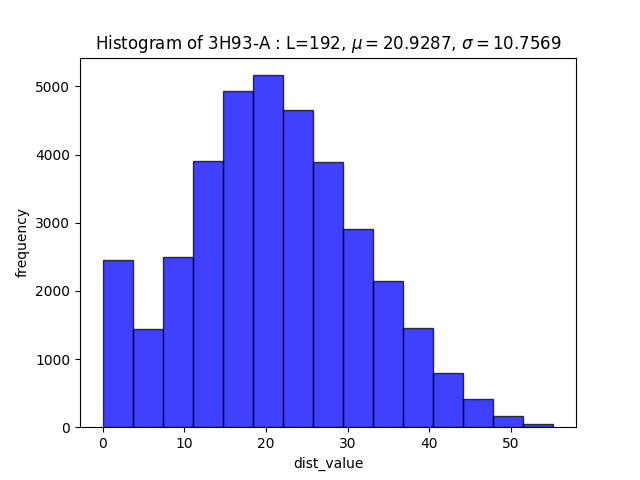 Histogram of 3H93-A : L=192, μ = 20.9287, σ = 10.7569
5000
4000
3000
2000
1000
0
frequency
0 10 20 30 40 50
dist_value